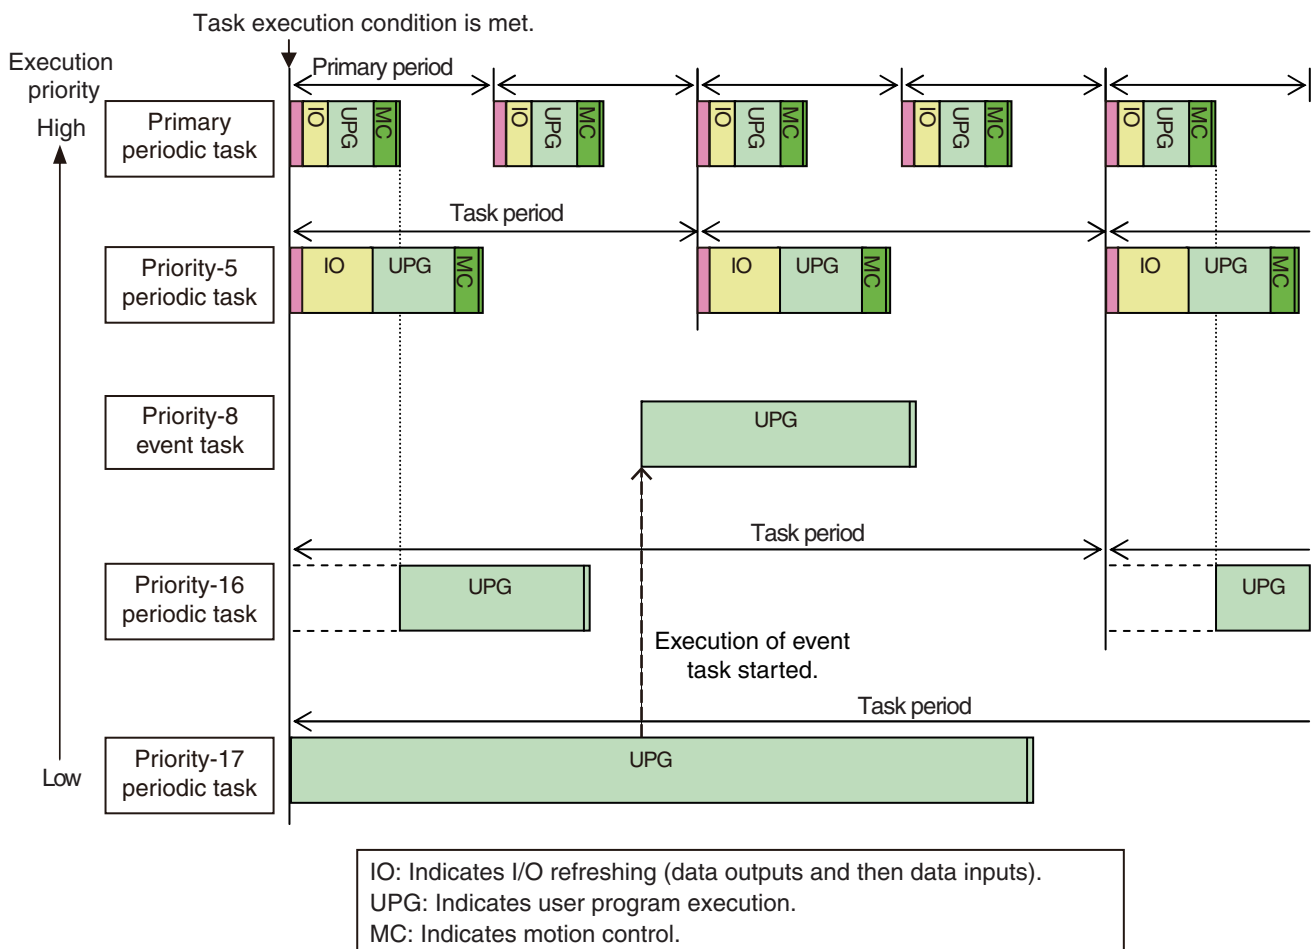 Task execution condition is met.
Execution
priority
High
Low
Primary period
Primary
periodic task
IO
UPG
MC
IO
UPG
MC
IO
UPG
MC
IO
UPG
MC
IO
UPG
MC
Task period
Priority-5
periodic task
IO
UPG
MC
IO
UPG
MC
IO
UPG
MC
Priority-8
event task
UPG
Task period
Priority-16
periodic task
UPG
UPG
Execution of event
task started.
Task period
Priority-17
periodic task
UPG
IO: Indicates I/O refreshing (data outputs and then data inputs).
UPG: Indicates user program execution.
MC: Indicates motion control.